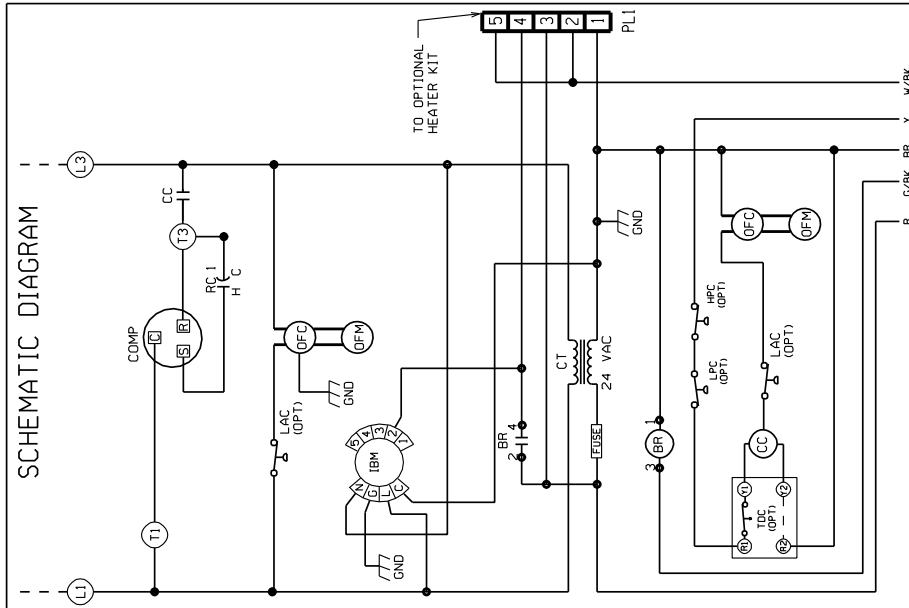 SCHEMATIC DIAGRAM
5 4 3 2 1
PL1
TO OPTIONAL
HEATER KIT
L3
CC
T3
RC 1
H C
COMP
C
R
S
T1
L1
LAC
(OPT)
OFC
OFM
GND
5
4
3
2
1
IBM
N
G
L
C
GND
BR
2 4
CT
24 VAC
FUSE
GND
BR
3 1
HPC
(OPT)
LPC
(OPT)
OFC
OFM
LAC
(OPT)
CC
Y1
Y2
TDC
(OPT)
R1
R2
W/BK
Y
BR
G/BK